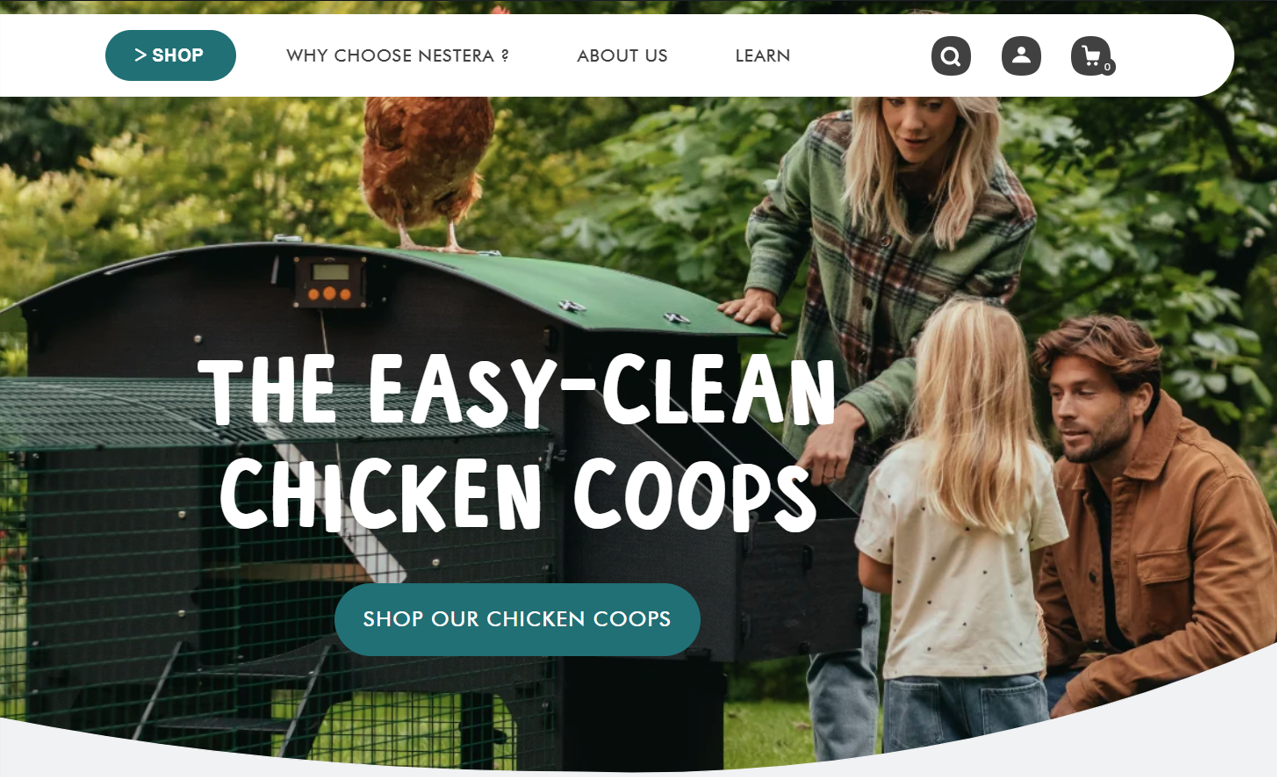 > SHOP
WHY CHOOSE NESTERA ?
ABOUT US
LEARN
0
THE EASY-CLEAN
CHICKEN COOPS
SHOP OUR CHICKEN COOPS